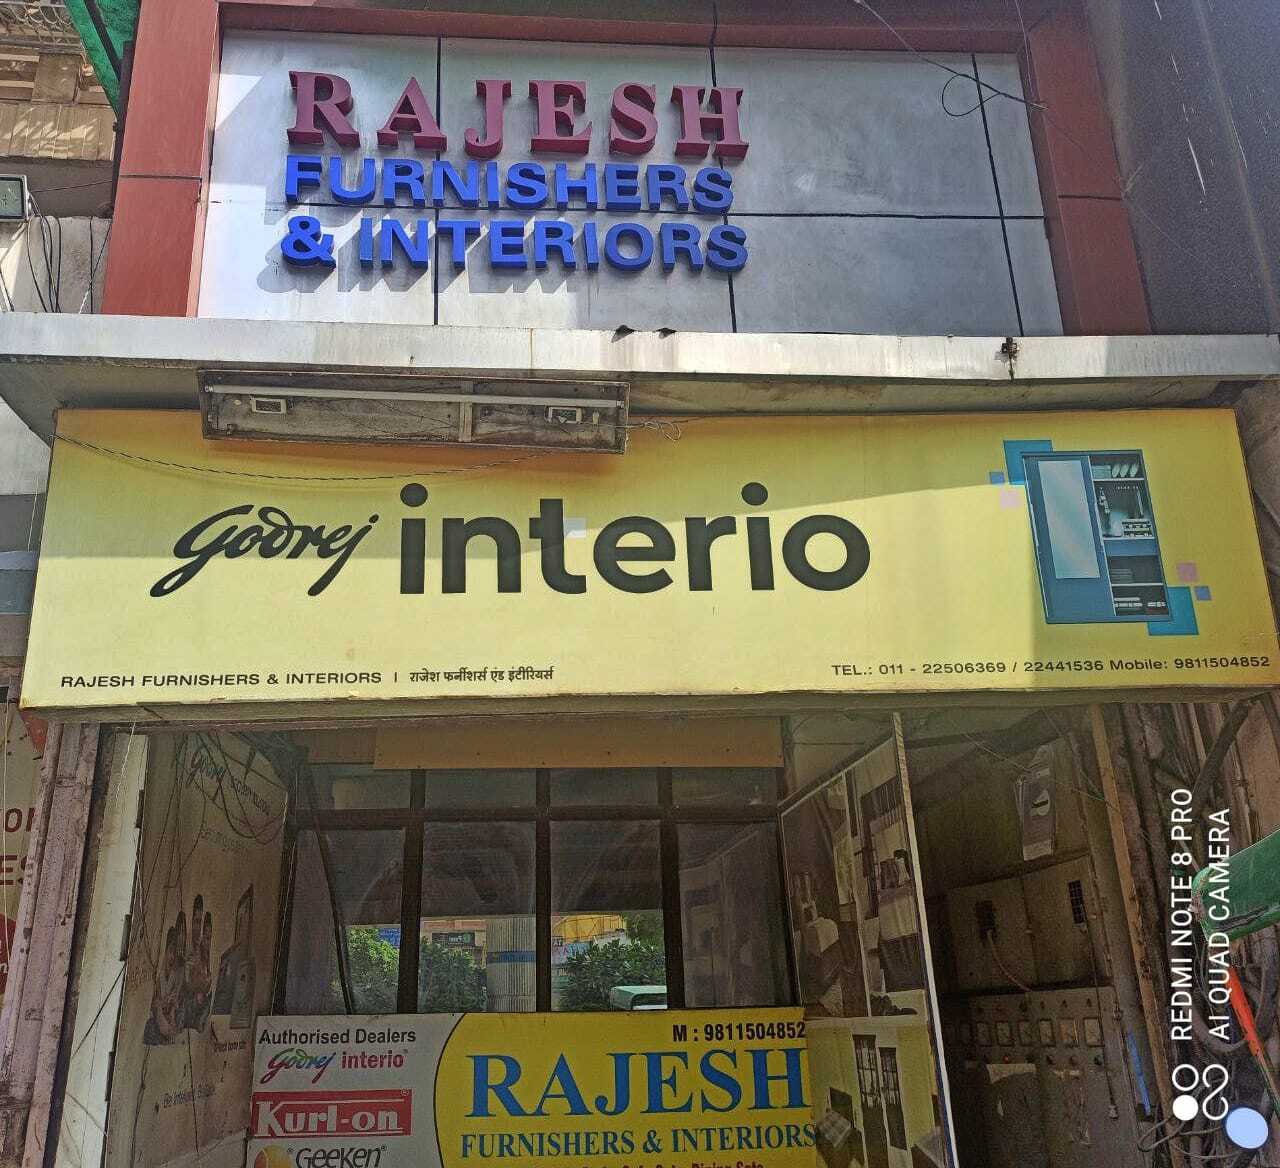 RAJESH
FURNISHERS
& INTERIORS
Godrej interio
RAJESH FURNISHERS & INTERIORS | राजेश फर्नीशर्स एंड इंटीरियर्स
TEL.: 011 - 22506369 / 22441536 Mobile: 9811504852
Authorised Dealers
Godrej interio
Kurl-on
GEEKEN
M : 9811504852
RAJESH
FURNISHERS & INTERIORS
REDMI NOTE 8 PRO
AI QUAD CAMERA